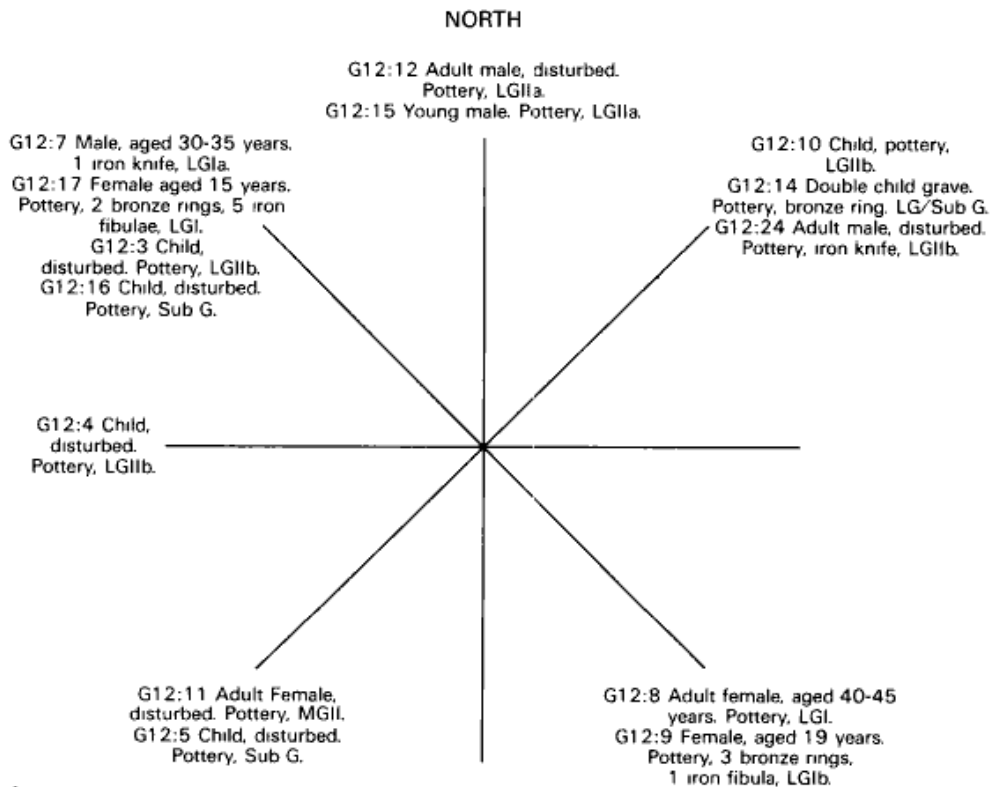 NORTH
G12:12 Adult male, disturbed.
Pottery, LGIIa.
G12:15 Young male. Pottery, LGIIa.
G12:7 Male, aged 30-35 years.
1 iron knife, LGIa.
G12:17 Female aged 15 years.
Pottery, 2 bronze rings, 5 iron
fibulae, LGI.
G12:3 Child,
disturbed. Pottery, LGIIb.
G12:16 Child, disturbed.
Pottery, Sub G.
G12:10 Child, pottery,
LGIIb.
G12:14 Double child grave.
Pottery, bronze ring. LG/Sub G.
G12:24 Adult male, disturbed.
Pottery, iron knife, LGIIb.
G12:4 Child,
disturbed.
Pottery, LGIIb.
G12:11 Adult Female,
disturbed. Pottery, MGII.
G12:5 Child, disturbed.
Pottery, Sub G.
G12:8 Adult female, aged 40-45
years. Pottery, LGI.
G12:9 Female, aged 19 years.
Pottery, 3 bronze rings,
1 iron fibula, LGIb.